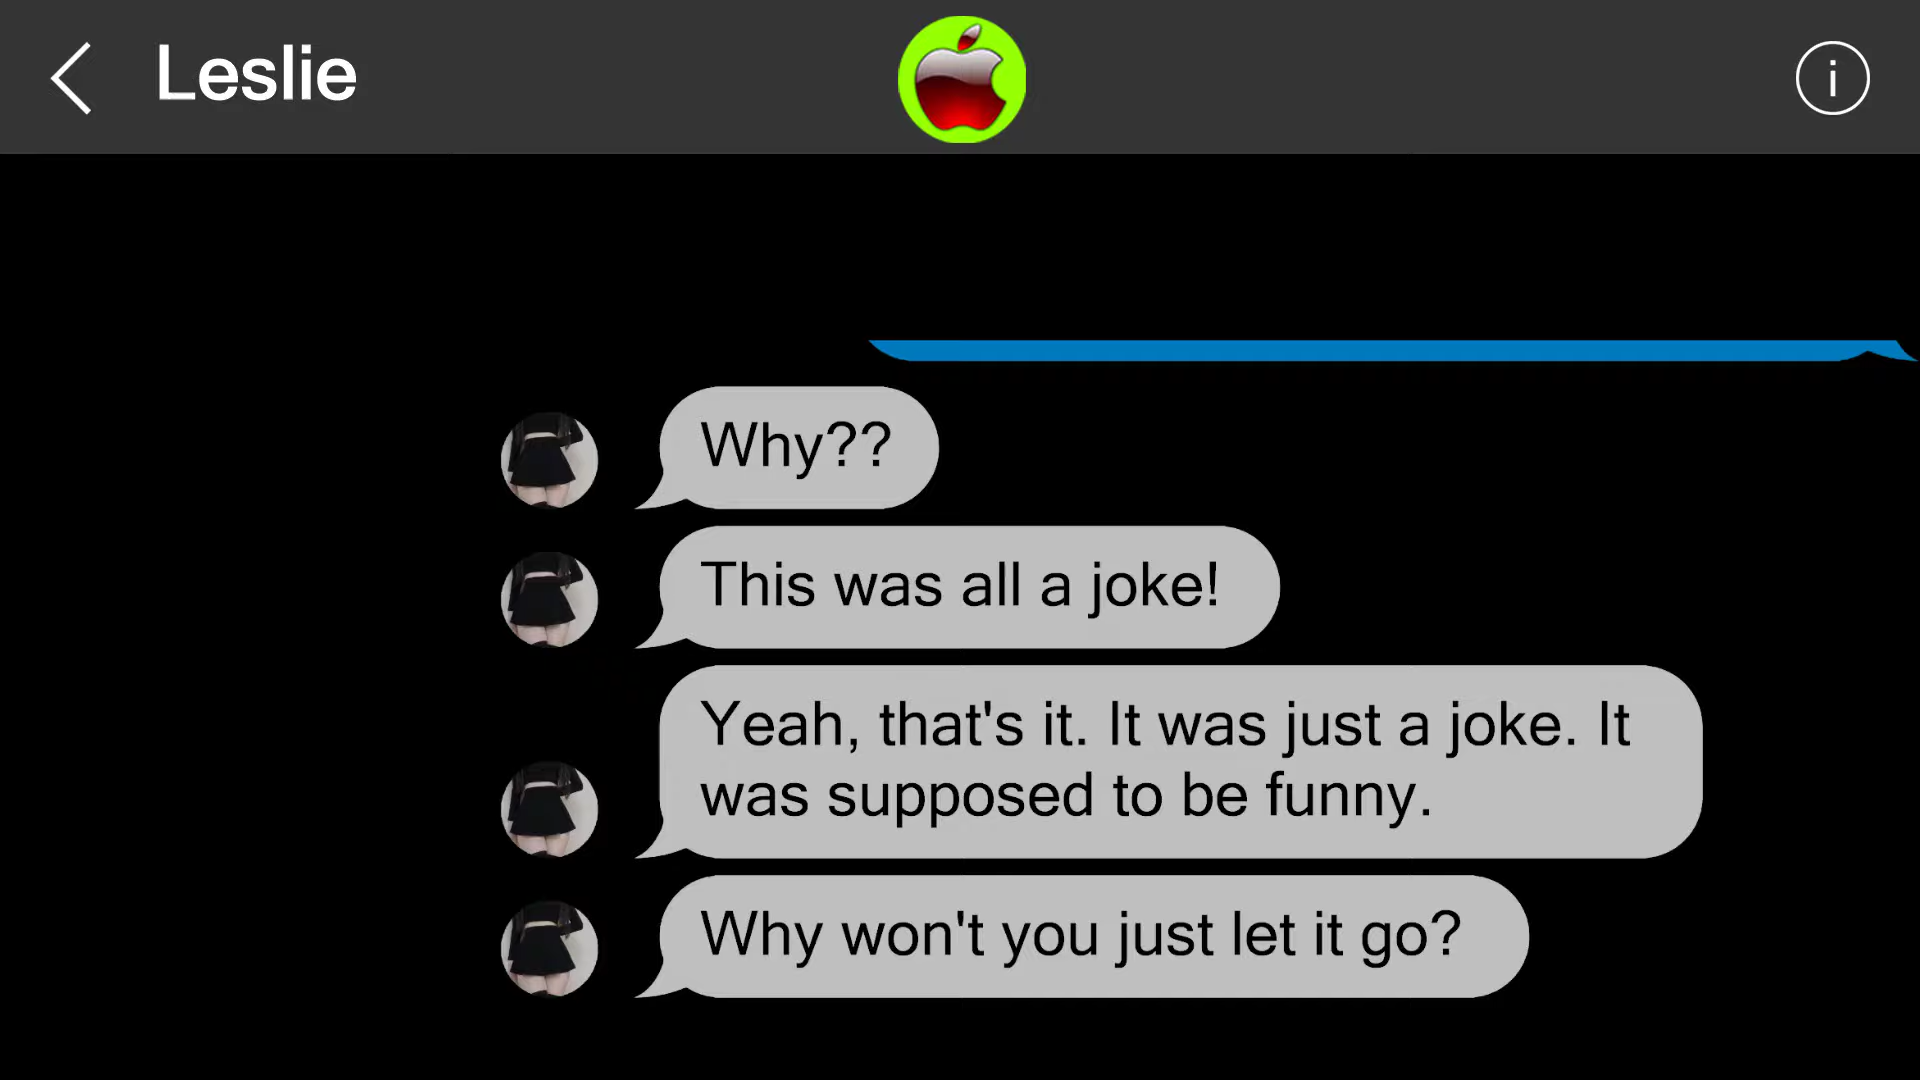 Leslie
i
Why??
This was all a joke!
Yeah, that's it. It was just a joke. It
was supposed to be funny.
Why won't you just let it go?